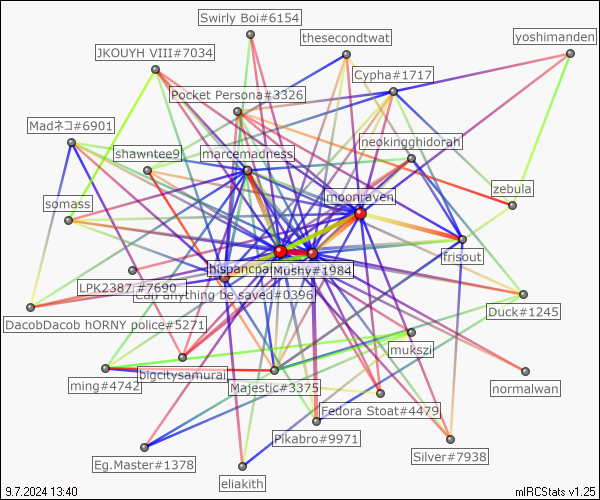 Swirly Boi#6154
thesecondtwat
yoshimanden
JKOUYH VIII#7034
Cypha#1717
Pocket Persona#3326
Madネコ#6901
neokingghidorah
shawntee9
marcemadness
zebula
moonraven
somass
frisout
hispancpa
Mushy#1984
LPK2387 #7690
Can anything be saved#0396
Duck#1245
DacobDacob hORNY police#5271
mukszi
bigcitysamurai
ming#4742
Majestic#3375
normalwan
Fedora Stoat#4479
Pikabro#9971
Silver#7938
Eg.Master#1378
eliakith
9.7.2024 13:40
mIRCStats v1.25